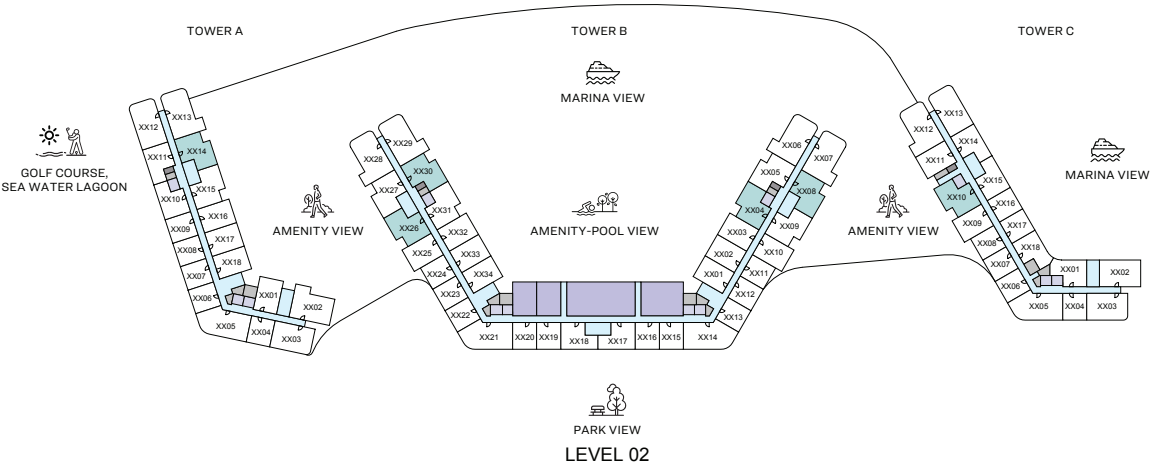 TOWER A
TOWER B
TOWER C
MARINA VIEW
GOLF COURSE,
SEA WATER LAGOON
MARINA VIEW
AMENITY VIEW
AMENITY-POOL VIEW
AMENITY VIEW
XX13
XX12
XX14
XX11
XX15
XX10
XX16
XX09
XX17
XX08
XX18
XX07
XX06
XX01
XX02
XX05
XX04
XX03
XX29
XX28
XX30
XX27
XX31
XX26
XX32
XX25
XX33
XX24
XX34
XX23
XX22
XX21
XX20
XX19
XX18
XX17
XX16
XX15
XX14
XX06
XX07
XX05
XX08
XX04
XX09
XX03
XX10
XX02
XX11
XX01
XX12
XX13
XX13
XX12
XX14
XX11
XX15
XX10
XX16
XX09
XX17
XX08
XX18
XX07
XX01
XX02
XX06
XX05
XX04
XX03
PARK VIEW
LEVEL 02